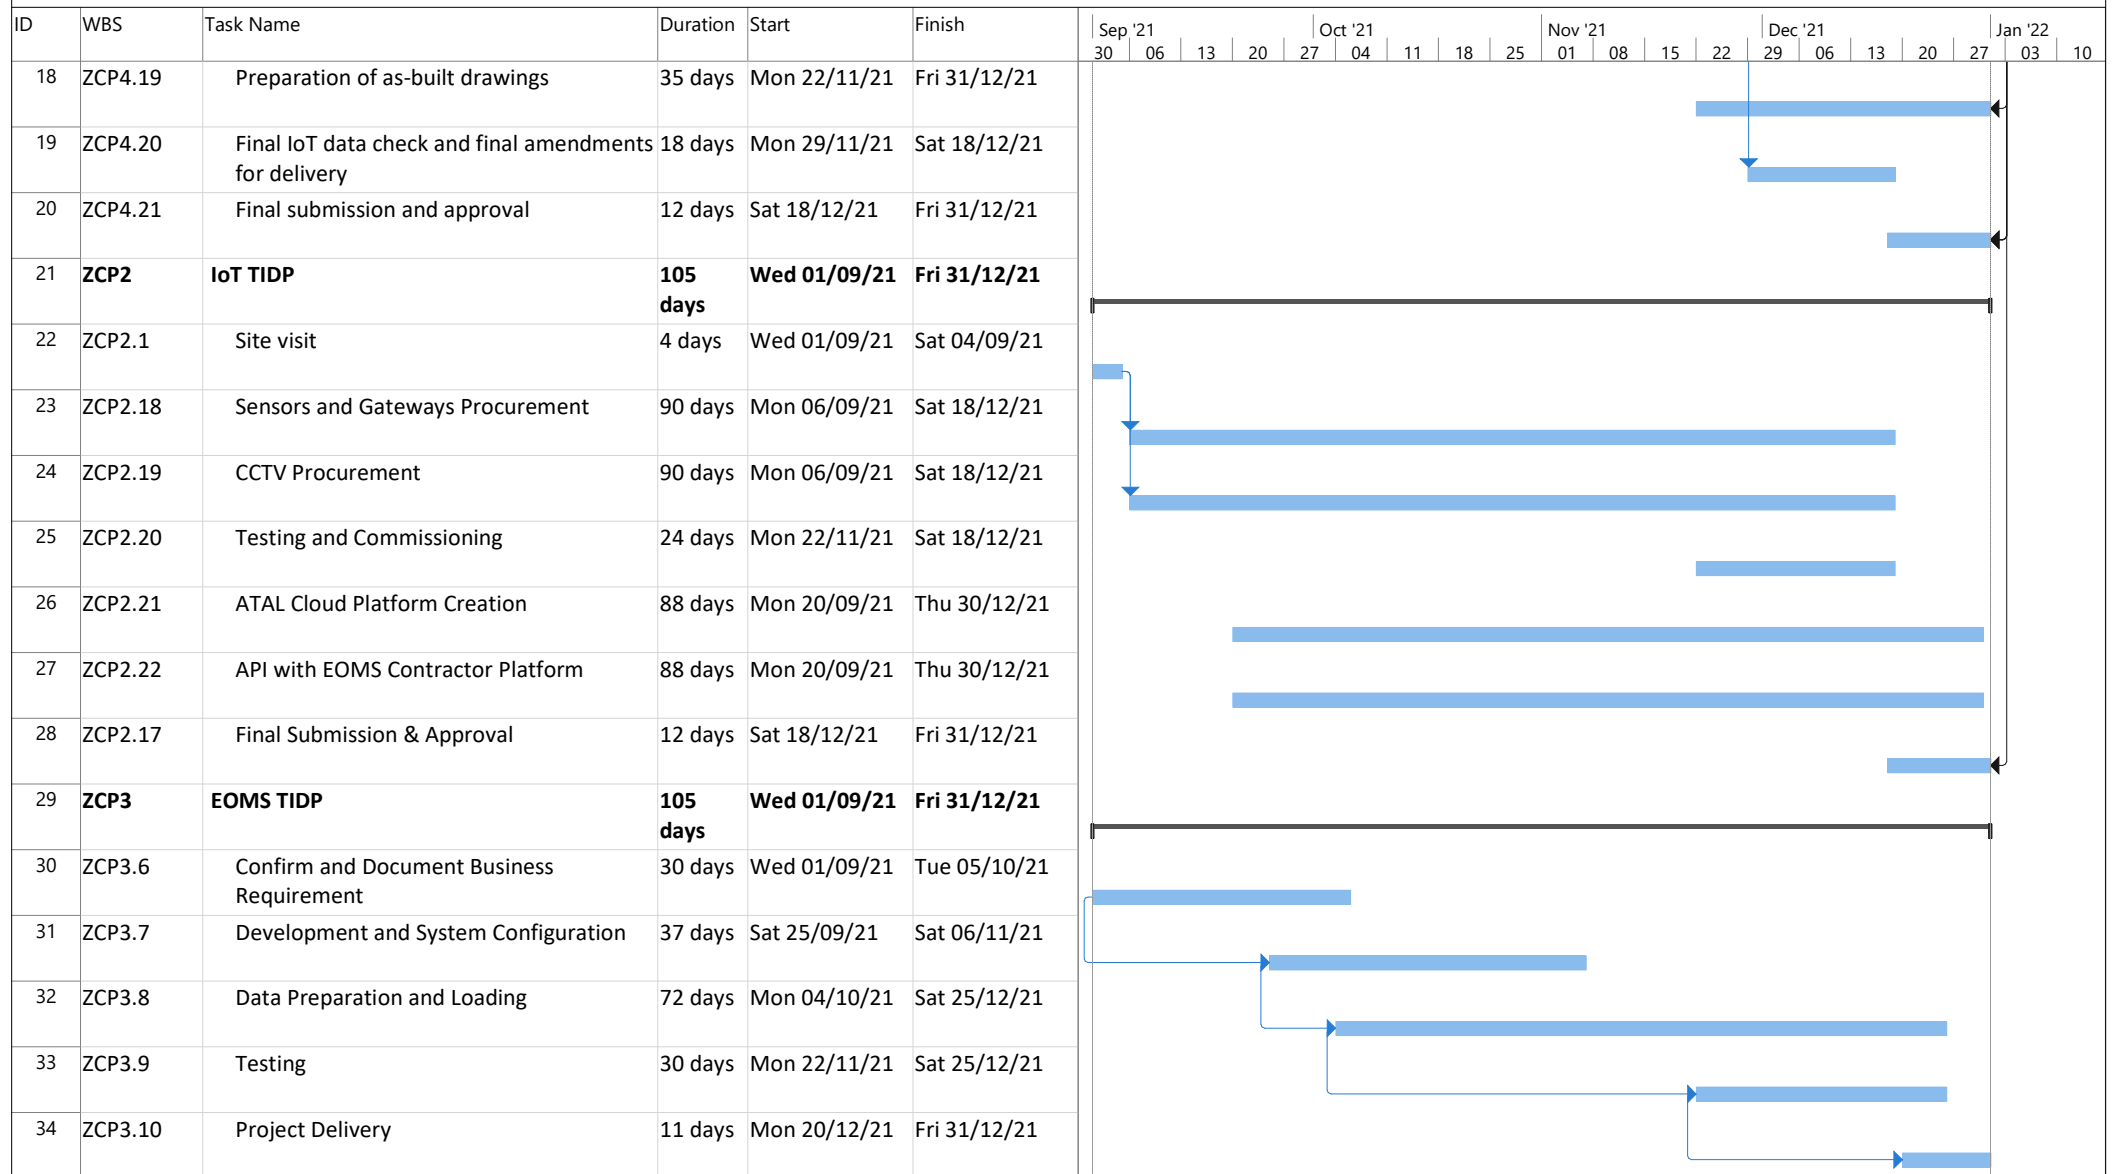 ID WBS Task Name Duration Start Finish Sep '21 Oct '21 Nov '21 Dec '21 Jan '22
30 06 13 20 27 04 11 18 25 01 08 15 22 29 06 13 20 27 03 10
18 ZCP4.19 Preparation of as-built drawings 35 days Mon 22/11/21 Fri 31/12/21
19 ZCP4.20 Final IoT data check and final amendments 18 days Mon 29/11/21 Sat 18/12/21
for delivery
20 ZCP4.21 Final submission and approval 12 days Sat 18/12/21 Fri 31/12/21
21 ZCP2 IoT TIDP 105 Wed 01/09/21 Fri 31/12/21
days
22 ZCP2.1 Site visit 4 days Wed 01/09/21 Sat 04/09/21
23 ZCP2.18 Sensors and Gateways Procurement 90 days Mon 06/09/21 Sat 18/12/21
24 ZCP2.19 CCTV Procurement 90 days Mon 06/09/21 Sat 18/12/21
25 ZCP2.20 Testing and Commissioning 24 days Mon 22/11/21 Sat 18/12/21
26 ZCP2.21 ATAL Cloud Platform Creation 88 days Mon 20/09/21 Thu 30/12/21
27 ZCP2.22 API with EOMS Contractor Platform 88 days Mon 20/09/21 Thu 30/12/21
28 ZCP2.17 Final Submission & Approval 12 days Sat 18/12/21 Fri 31/12/21
29 ZCP3 EOMS TIDP 105 Wed 01/09/21 Fri 31/12/21
days
30 ZCP3.6 Confirm and Document Business 30 days Wed 01/09/21 Tue 05/10/21
Requirement
31 ZCP3.7 Development and System Configuration 37 days Sat 25/09/21 Sat 06/11/21
32 ZCP3.8 Data Preparation and Loading 72 days Mon 04/10/21 Sat 25/12/21
33 ZCP3.9 Testing 30 days Mon 22/11/21 Sat 25/12/21
34 ZCP3.10 Project Delivery 11 days Mon 20/12/21 Fri 31/12/21